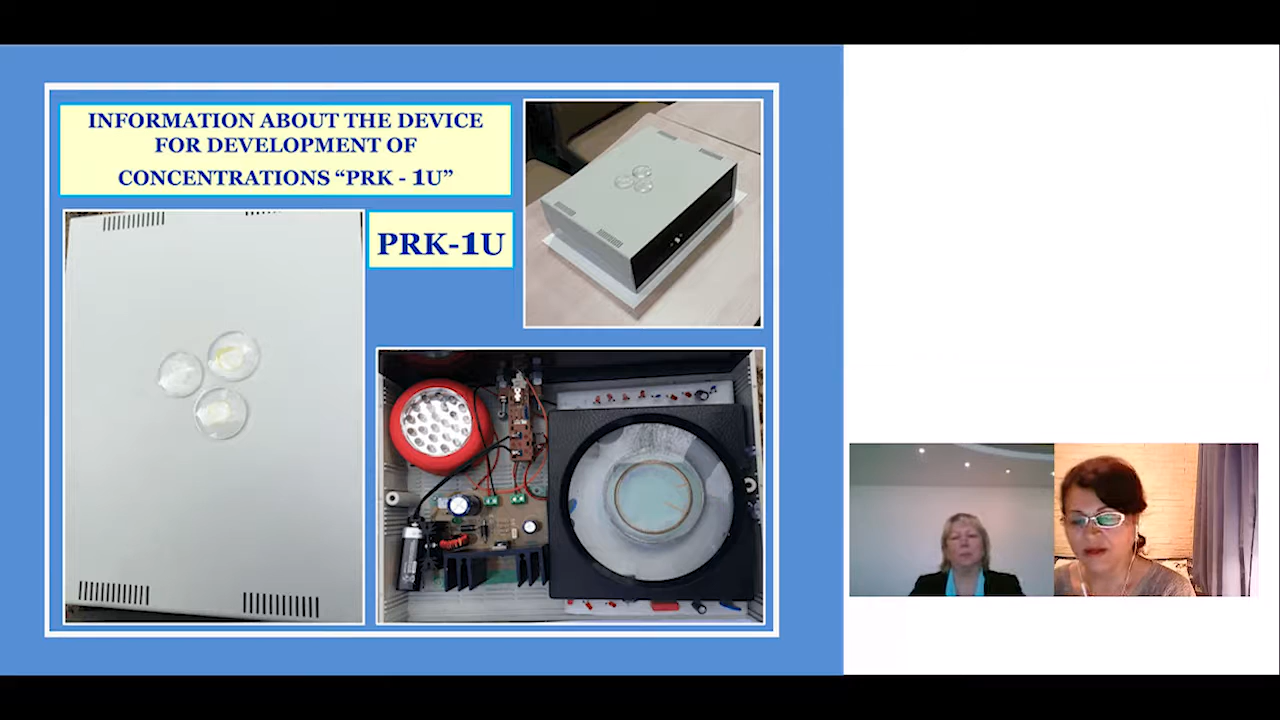 INFORMATION ABOUT THE DEVICE
FOR DEVELOPMENT OF
CONCENTRATIONS “PRK - 1U”
PRK-1U